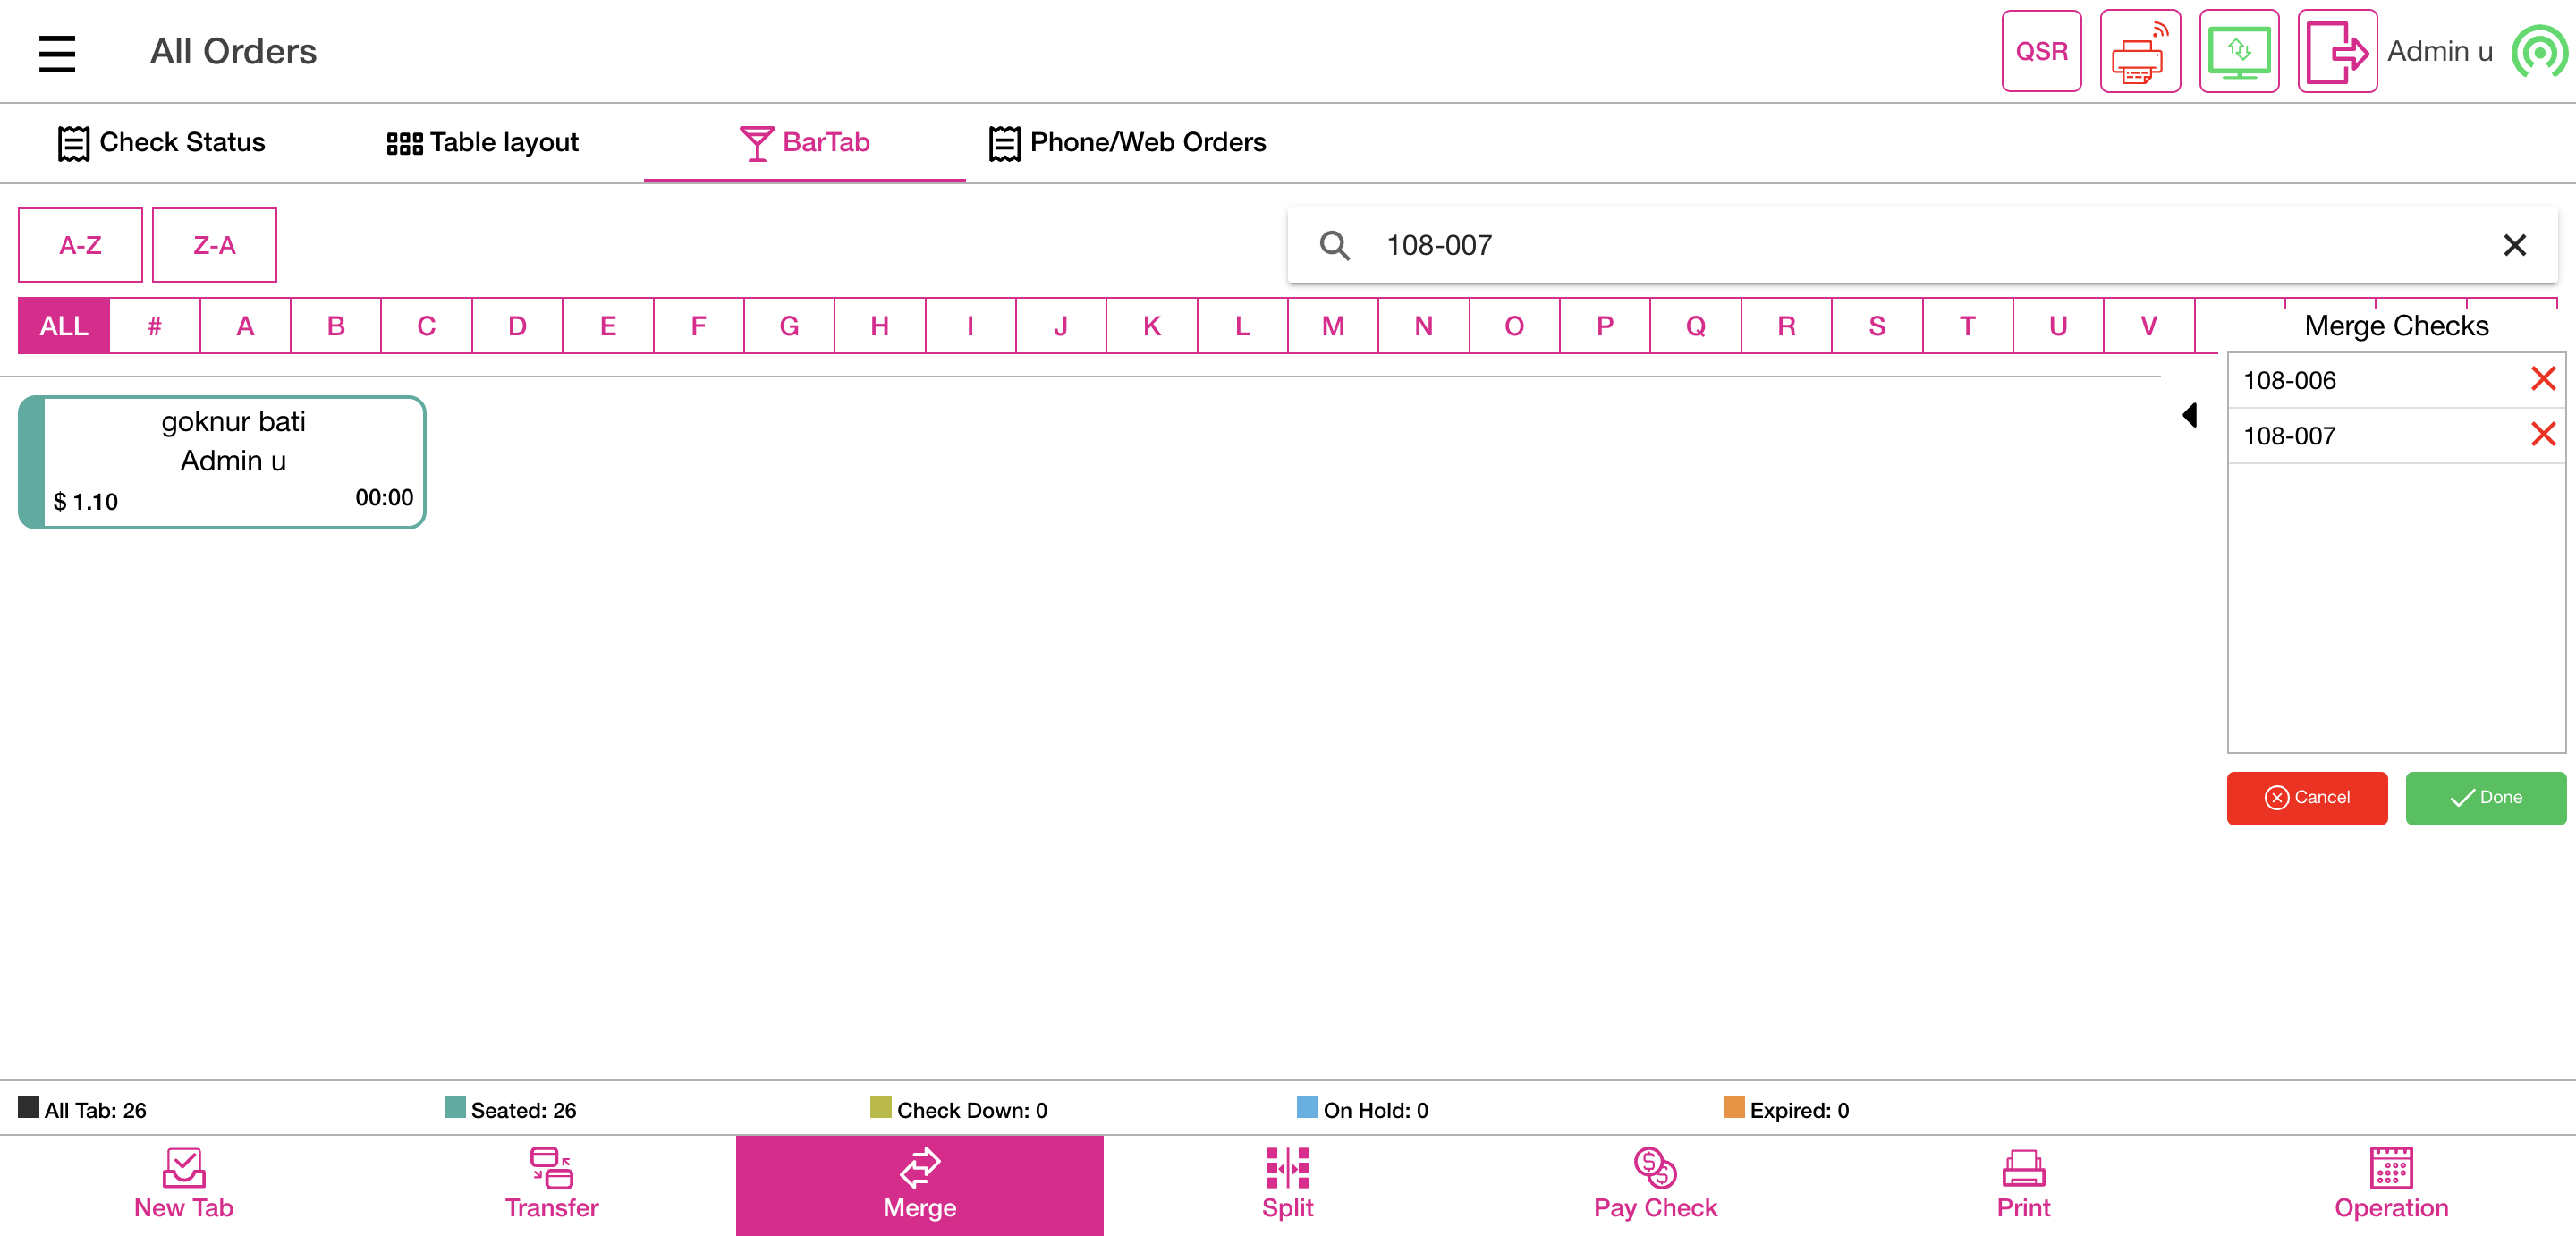 All Orders
QSR
Admin u
Check Status
Table layout
BarTab
Phone/Web Orders
A-Z
Z-A
108-007
ALL
#
A
B
C
D
E
F
G
H
I
J
K
L
M
N
O
P
Q
R
S
T
U
V
Merge Checks
108-006
108-007
goknur bati
Admin u
$ 1.10
00:00
Cancel
Done
All Tab: 26
Seated: 26
Check Down: 0
On Hold: 0
Expired: 0
New Tab
Transfer
Merge
Split
Pay Check
Print
Operation